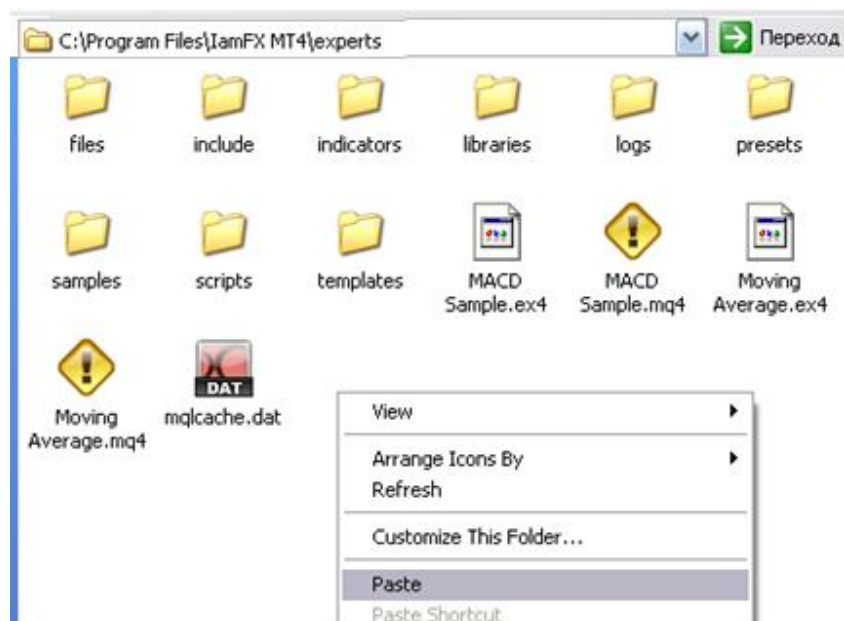 C:\Program Files\IamFX MT4\experts
Переход
files
include
indicators
libraries
logs
presets
samples
scripts
templates
MACD
Sample.ex4
MACD
Sample.mq4
Moving
Average.ex4
Moving
Average.mq4
DAT
mqlcache.dat
View
Arrange Icons By
Refresh
Customize This Folder...
Paste
Paste Shortcut